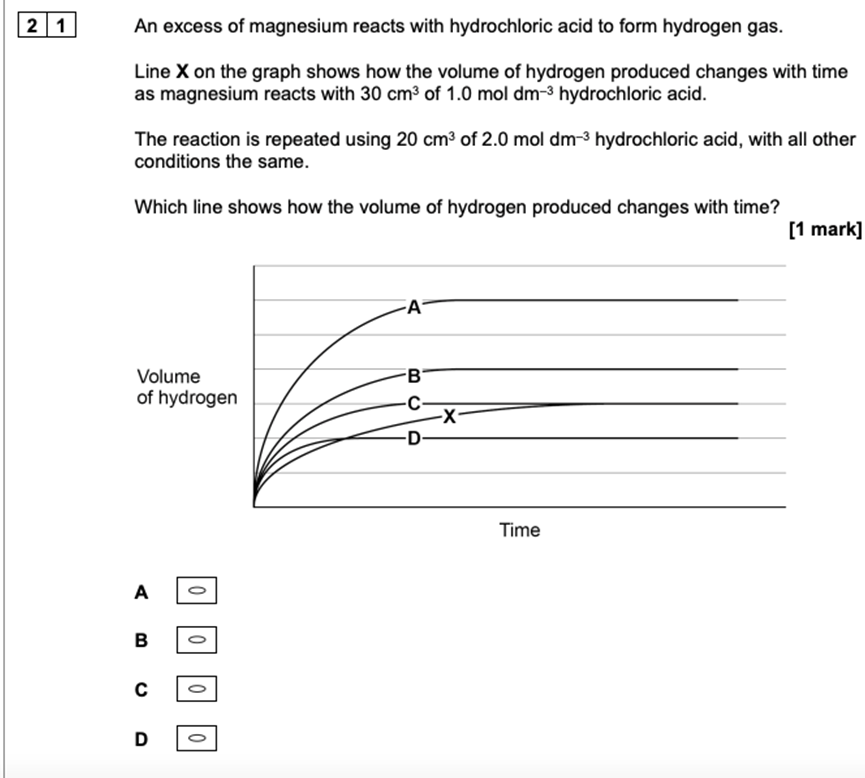 2 1 An excess of magnesium reacts with hydrochloric acid to form hydrogen gas.
Line X on the graph shows how the volume of hydrogen produced changes with time
as magnesium reacts with 30 cm³ of 1.0 mol dm⁻³ hydrochloric acid.
The reaction is repeated using 20 cm³ of 2.0 mol dm⁻³ hydrochloric acid, with all other
conditions the same.
Which line shows how the volume of hydrogen produced changes with time?
[1 mark]
A
B
C
X
D
Volume
of hydrogen
Time
A
B
C
D